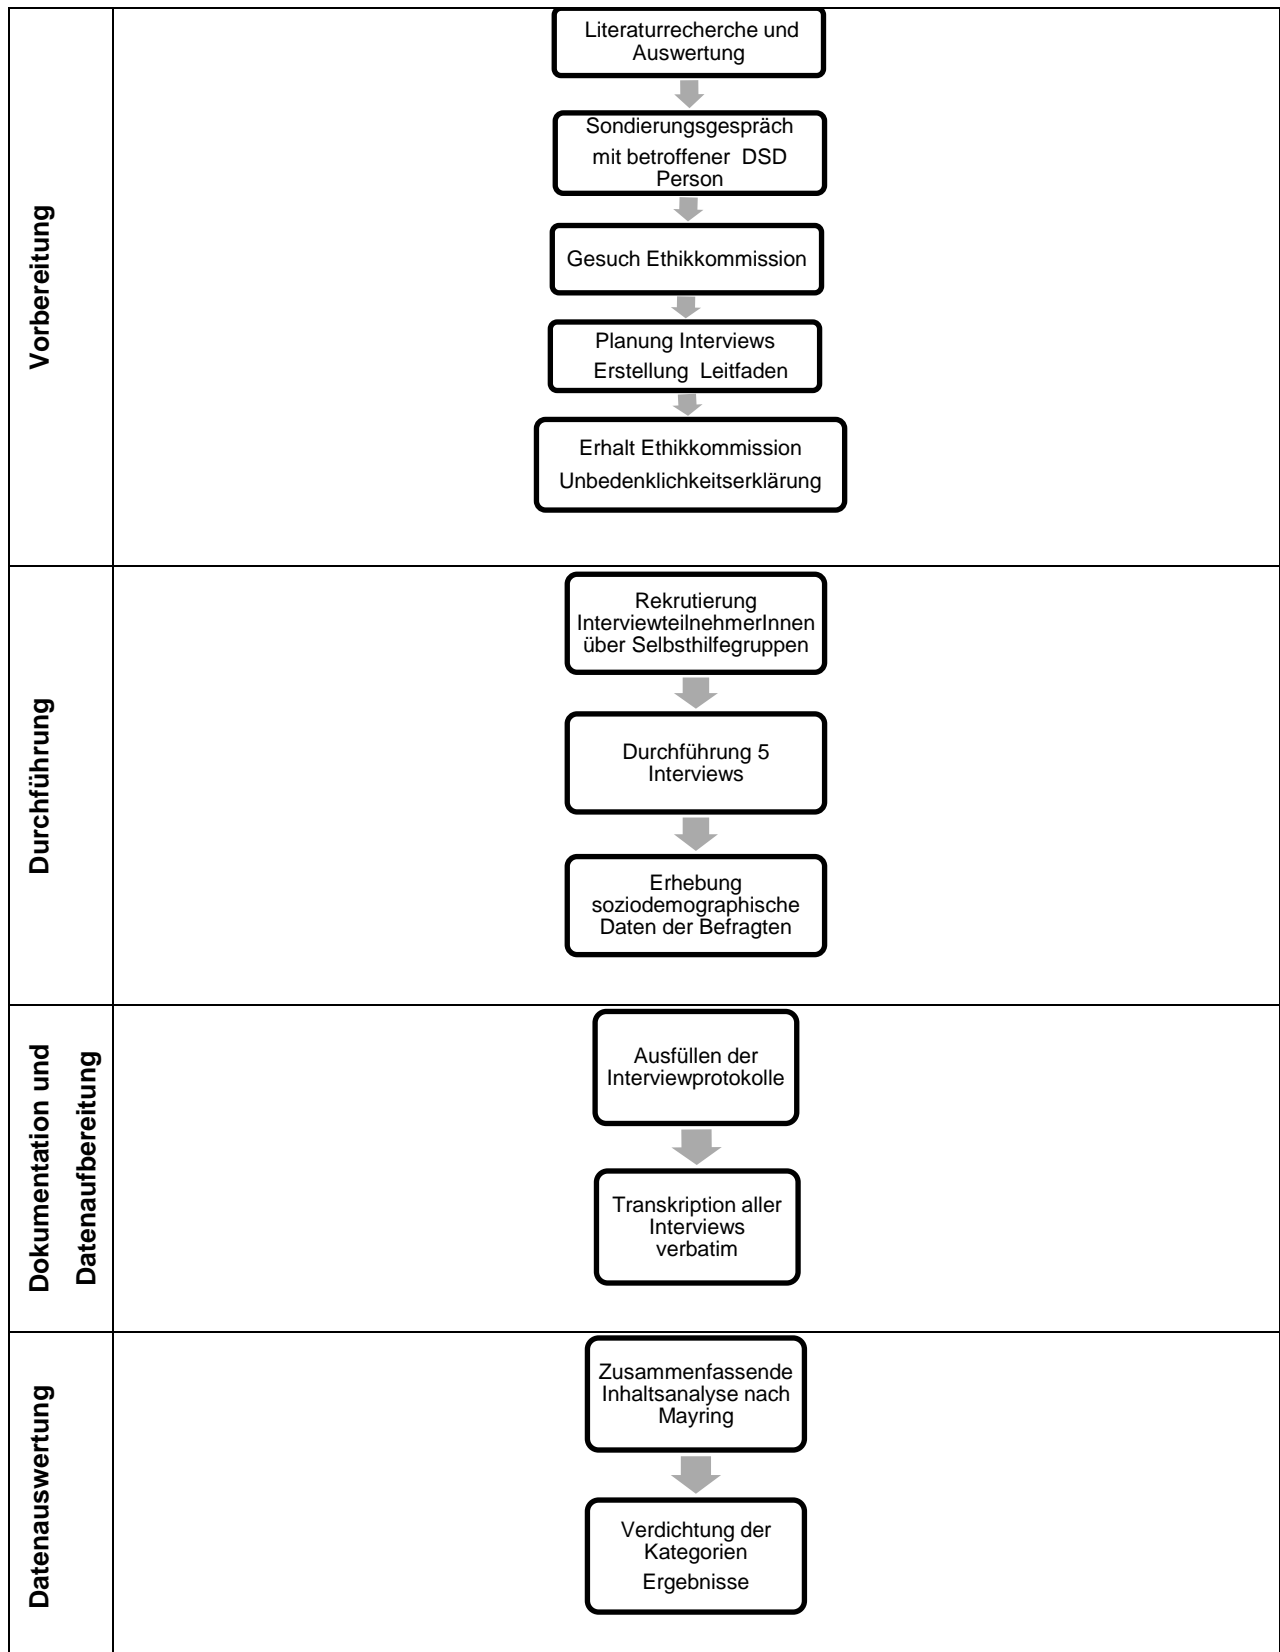 Vorbereitung
Literaturrecherche und
Auswertung
Sondierungsgespräch
mit betroffener DSD
Person
Gesuch Ethikkommission
Planung Interviews
Erstellung Leitfaden
Erhalt Ethikkommission
Unbedenklichkeitserklärung
Durchführung
Rekrutierung
InterviewteilnehmerInnen
über Selbsthilfegruppen
Durchführung 5
Interviews
Erhebung
soziodemographische
Daten der Befragten
Dokumentation und
Datenaufbereitung
Ausfüllen der
Interviewprotokolle
Transkription aller
Interviews
verbatim
Datenauswertung
Zusammenfassende
Inhaltsanalyse nach
Mayring
Verdichtung der
Kategorien
Ergebnisse